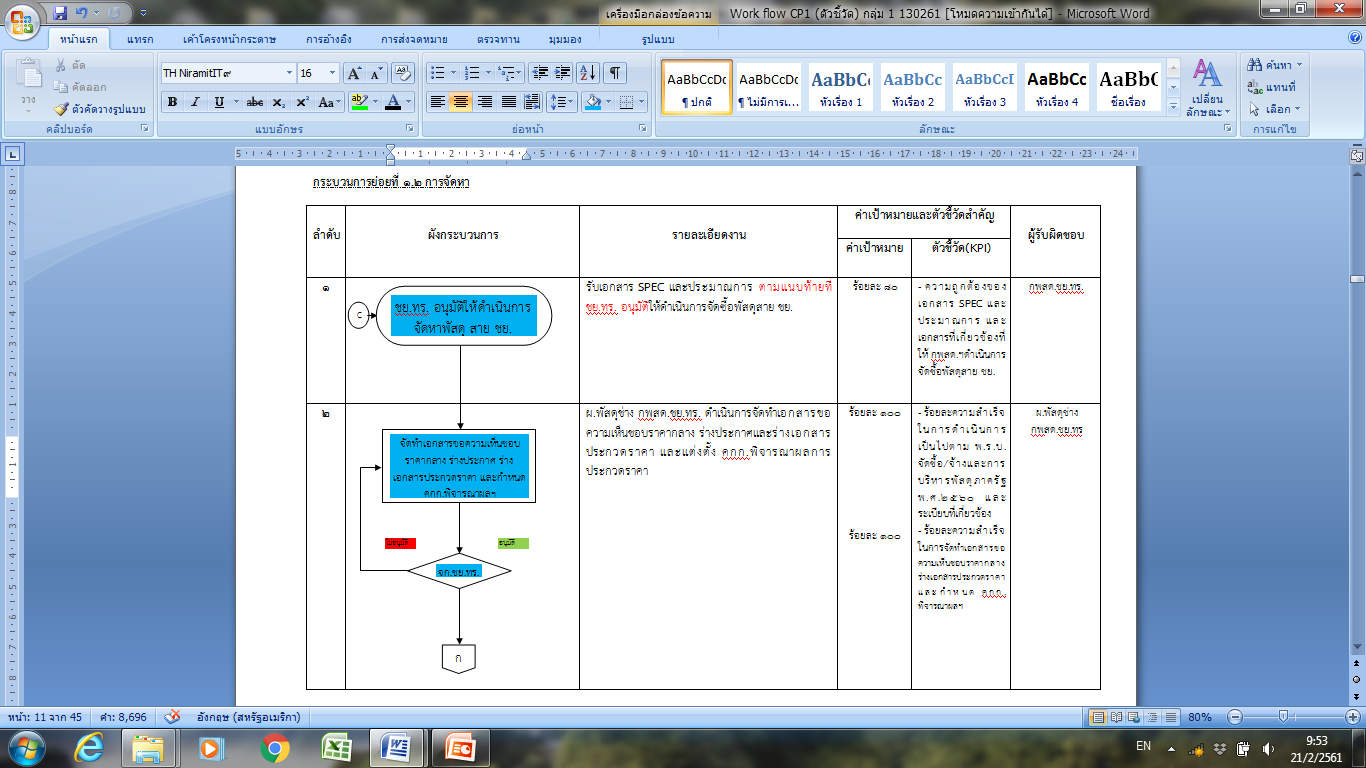 เครื่องมือกล่องข้อความ
Work flow CP1 (ตัวชี้วัด) กลุ่ม 1 130261 [โหมดความเข้ากันได้] - Microsoft Word
หน้าแรก แทรก เค้าโครงหน้ากระดาษ การอ้างอิง การส่งจดหมาย ตรวจทาน มุมมอง รูปแบบ
วาง
ตัด
คัดลอก
ตัวคัดวางรูปแบบ
คลิปบอร์ด
TH NiramitIT๙ 16
B I U abc x₂ x² Aa
แบบอักษร
ย่อหน้า
AaBbCcDc AaBbCcDc AaBbC AaBbCc AaBbCcI AaBbCc AaBbC
¶ ปกติ ¶ ไม่มีการเ... หัวเรื่อง 1 หัวเรื่อง 2 หัวเรื่อง 3 หัวเรื่อง 4 ชื่อเรื่อง
เปลี่ยน
ลักษณะ
ลักษณะ
ค้นหา
แทนที่
เลือก
การแก้ไข
5 4 3 2 1 1 2 3 4 5 6 7 8 9 10 11 12 13 14 15 16 17 18 19 20 21 22 23 24
กระบวนการย่อยที่ ๑.๒ การจัดหา
ลำดับ ผังกระบวนการ รายละเอียดงาน ค่าเป้าหมายและตัวชี้วัดสำคัญ ผู้รับผิดชอบ
ค่าเป้าหมาย ตัวชี้วัด(KPI)
๑
C
ชย.ทร. อนุมัติให้ดำเนินการ
จัดหาพัสดุ สาย ชย.
รับเอกสาร SPEC และประมาณการ ตามแนบท้ายที่
ชย.ทร. อนุมัติให้ดำเนินการจัดซื้อพัสดุสาย ชย.
ร้อยละ ๘๐
- ความถูกต้องของ
เอกสาร SPEC และ
ประมาณการ และ
เอกสารที่เกี่ยวข้องที่
ให้ กพสด.ฯดำเนินการ
จัดซื้อพัสดุสาย ชย.
กพสด.ชย.ทร.
๒
จัดทำเอกสารขอความเห็นชอบ
ราคากลาง ร่างประกาศ ร่าง
เอกสารประกวดราคา และกำหนด
คกก.พิจารณาผลฯ
ไม่อนุมัติ อนุมัติ
จก.ชย.ทร.
ก
ผ.พัสดุช่าง กพสด.ชย.ทร. ดำเนินการจัดทำเอกสารขอ
ความเห็นชอบราคากลาง ร่างประกาศและร่างเอกสาร
ประกวดราคา และแต่งตั้ง คกก.พิจารณาผลการ
ประกวดราคา
ร้อยละ ๑๐๐
- ร้อยละความสำเร็จ
ในการดำเนินการ
เป็นไปตาม พ.ร.บ.
จัดซื้อ/จ้างและการ
บริหารพัสดุภาครัฐ
พ.ศ.๒๕๖๐ และ
ระเบียบที่เกี่ยวข้อง
ร้อยละ ๑๐๐
- ร้อยละความสำเร็จ
ในการจัดทำเอกสารขอ
ความเห็นชอบราคากลาง
ร่างเอกสารประกวดราคา
และกำหนด คกก.
พิจารณาผลฯ
ผ.พัสดุช่าง
กพสด.ชย.ทร
หน้า: 11 จาก 45 คำ: 8,696 อังกฤษ (สหรัฐอเมริกา) 80%
EN
9:53
21/2/2561